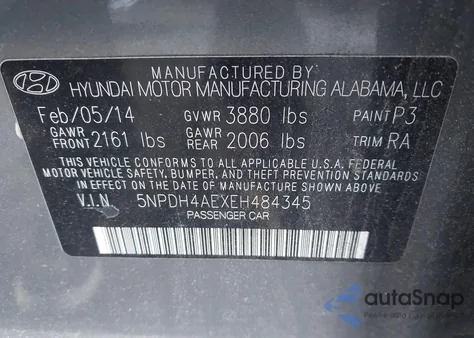 MANUFACTURED BY
HYUNDAI MOTOR MANUFACTURING ALABAMA, LLC
Feb/05/14 GVWR 3880 lbs PAINT P3
GAWR FRONT 2161 lbs GAWR REAR 2006 lbs TRIM RA
THIS VEHICLE CONFORMS TO ALL APPLICABLE U.S.A. FEDERAL
MOTOR VEHICLE SAFETY, BUMPER, AND THEFT PREVENTION STANDARDS
IN EFFECT ON THE DATE OF MANUFACTURE SHOWN ABOVE.
V.I.N. 5NPDH4AEXEH484345
PASSENGER CAR
autoSnap